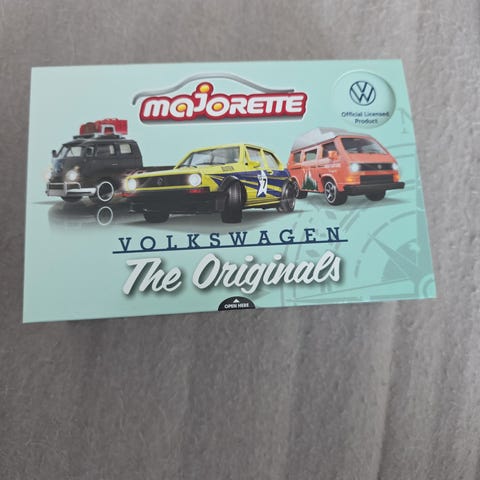 majorette
Official Licensed
Product
VOLKSWAGEN
The Originals
OPEN HERE